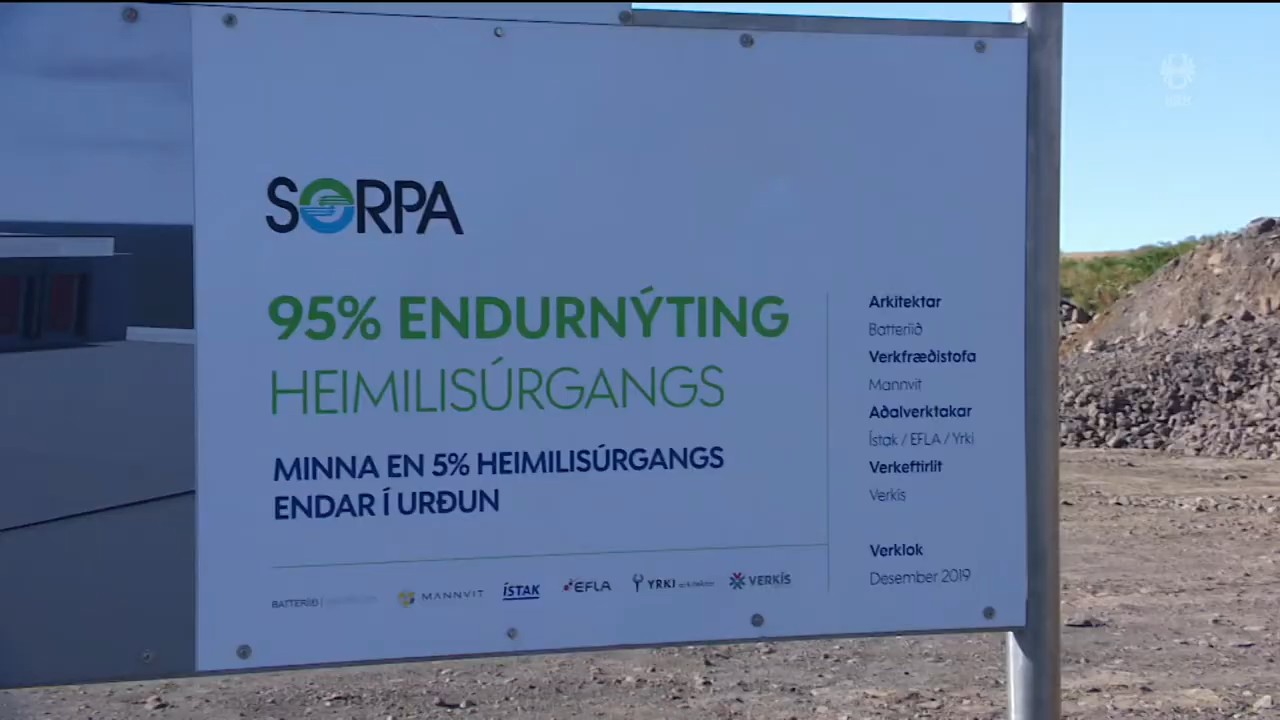 SORPA
95% ENDURNÝTING
HEIMILISÚRGANGS
MINNA EN 5% HEIMILISÚRGANGS
ENDAR Í URÐUN
Arkitektar
Batteríið
Verkfræðistofa
Mannvit
Aðalverktakar
Ístak / EFLA / Yrki
Verkeftirlit
Verkís
Verklok
Desember 2019
BATTERÍIÐ MANNVIT ÍSTAK EFLA YRKI arkitektar VERKÍS